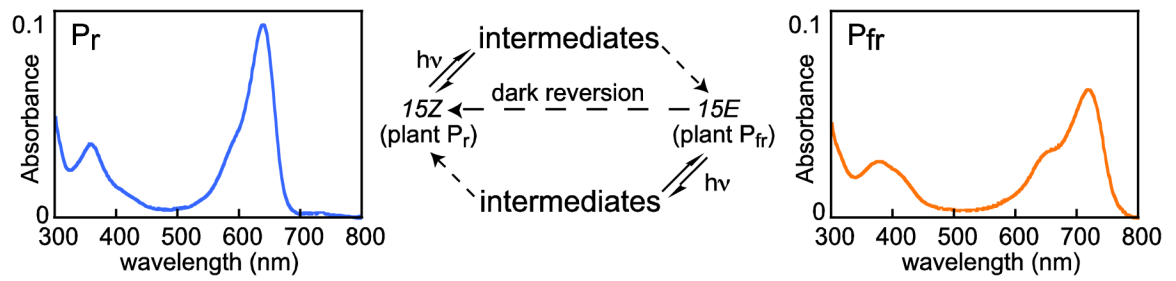 0.1
Pr
Absorbance
0
300 400 500 600 700 800
wavelength (nm)
intermediates
hν
dark reversion
15Z
(plant Pr)
15E
(plant Pfr)
hν
intermediates
0.1
Pfr
Absorbance
0
300 400 500 600 700 800
wavelength (nm)